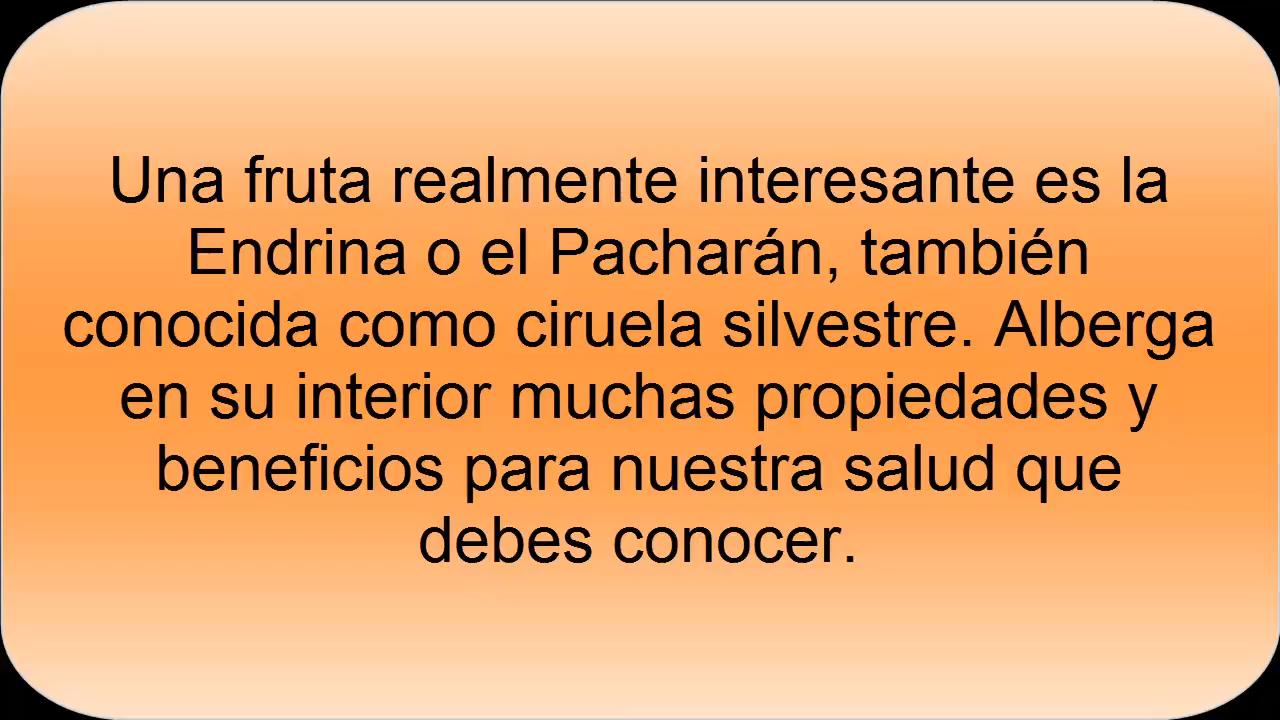 Una fruta realmente interesante es la
Endrina o el Pacharán, también
conocida como ciruela silvestre. Alberga
en su interior muchas propiedades y
beneficios para nuestra salud que
debes conocer.